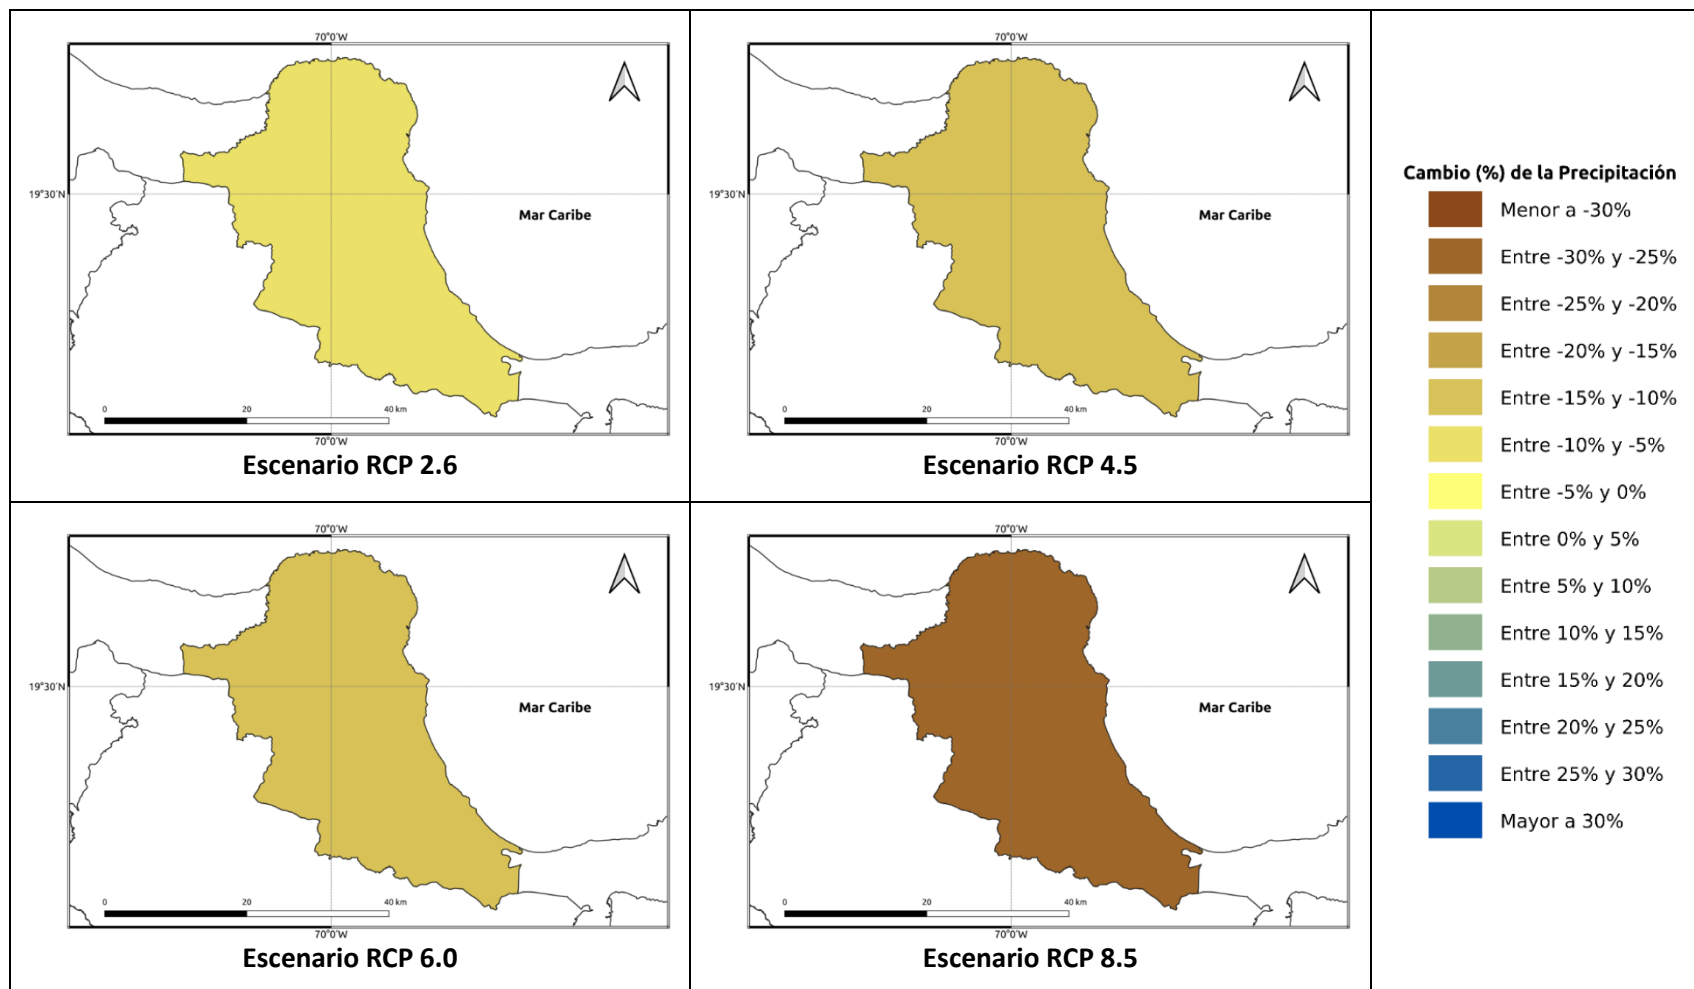 70°0'W
19°30'N
Mar Caribe
0 20 40 km
70°0'W
Escenario RCP 2.6
70°0'W
19°30'N
Mar Caribe
0 20 40 km
70°0'W
Escenario RCP 4.5
70°0'W
19°30'N
Mar Caribe
0 20 40 km
70°0'W
Escenario RCP 6.0
70°0'W
19°30'N
Mar Caribe
0 20 40 km
70°0'W
Escenario RCP 8.5
Cambio (%) de la Precipitación
Menor a -30%
Entre -30% y -25%
Entre -25% y -20%
Entre -20% y -15%
Entre -15% y -10%
Entre -10% y -5%
Entre -5% y 0%
Entre 0% y 5%
Entre 5% y 10%
Entre 10% y 15%
Entre 15% y 20%
Entre 20% y 25%
Entre 25% y 30%
Mayor a 30%